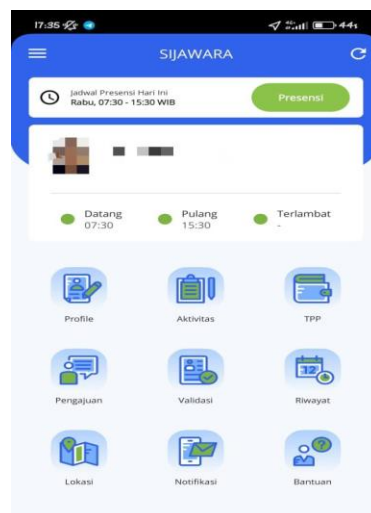 17:35
SIJAWARA
Jadwal Presensi Hari Ini
Rabu, 07:30 - 15:30 WIB
Presensi
Datang Pulang Terlambat
07:30 15:30 -
Profile Aktivitas TPP
12
Pengajuan Validasi Riwayat
Lokasi Notifikasi Bantuan